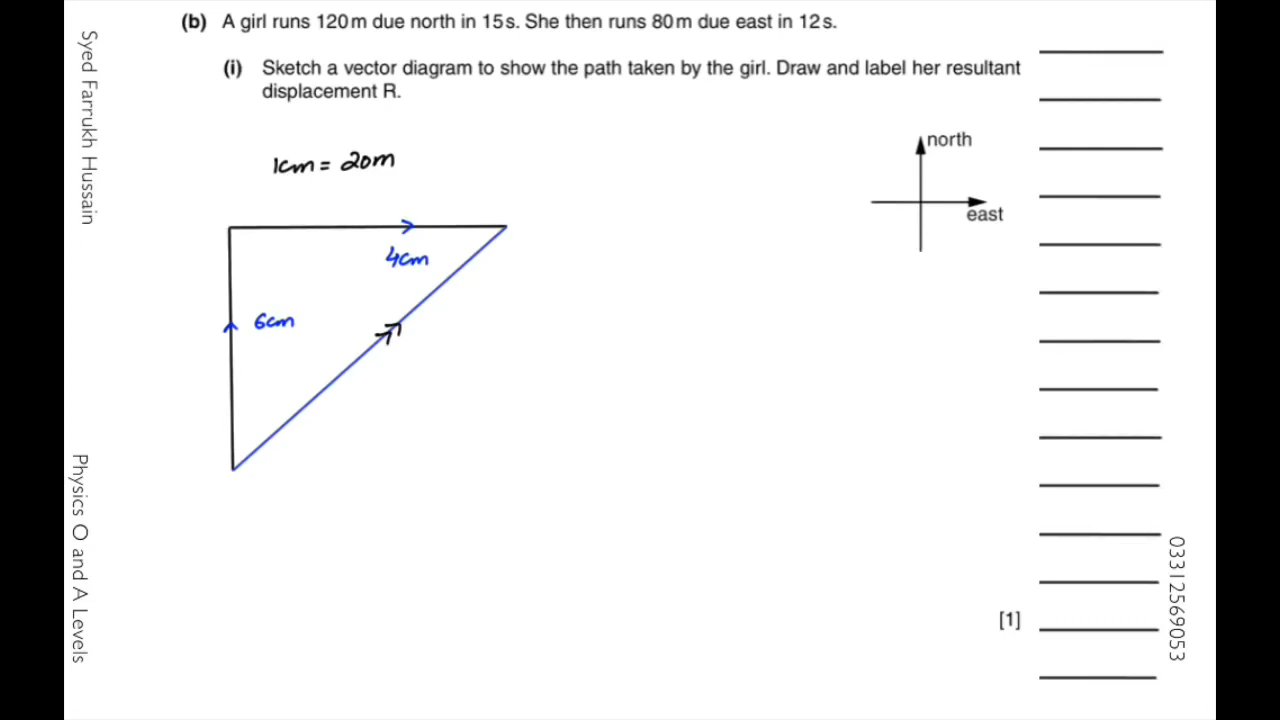 (b) A girl runs 120 m due north in 15 s. She then runs 80 m due east in 12 s.
(i) Sketch a vector diagram to show the path taken by the girl. Draw and label her resultant
displacement R.
1cm = 20m
north
east
4cm
6cm
[1]
Syed Farrukh Hussain
Physics O and A Levels
03312569053